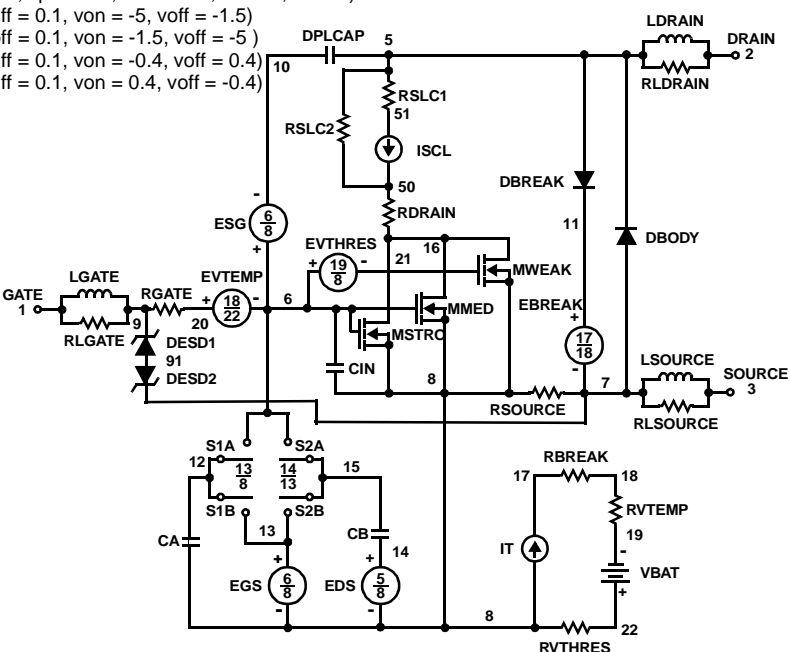 ff = 0.1, von = -5, voff = -1.5)
ff = 0.1, von = -1.5, voff = -5 )
ff = 0.1, von = -0.4, voff = 0.4)
ff = 0.1, von = 0.4, voff = -0.4)
DPLCAP
5
10
LDRAIN
DRAIN
2
RLDRAIN
RSLC1
51
RSLC2
ISCL
50
RDRAIN
DBREAK
11
DBODY
ESG
6
8
-
+
EVTHRES
+
19
8
-
21
16
MWEAK
EVTEMP
+
18
22
-
6
MMED
EBREAK
+
17
18
-
GATE
1
LGATE
RLGATE
RGATE
9
20
DESD1
91
DESD2
MSTRO
CIN
8
RSOURCE
7
LSOURCE
SOURCE
3
RLSOURCE
S1A
S2A
12
13
8
14
13
15
S1B
S2B
13
CA
CB
14
+
EGS
6
8
-
+
EDS
5
8
-
17
RBREAK
18
RVTEMP
19
IT
-
VBAT
+
8
22
RVTHRES